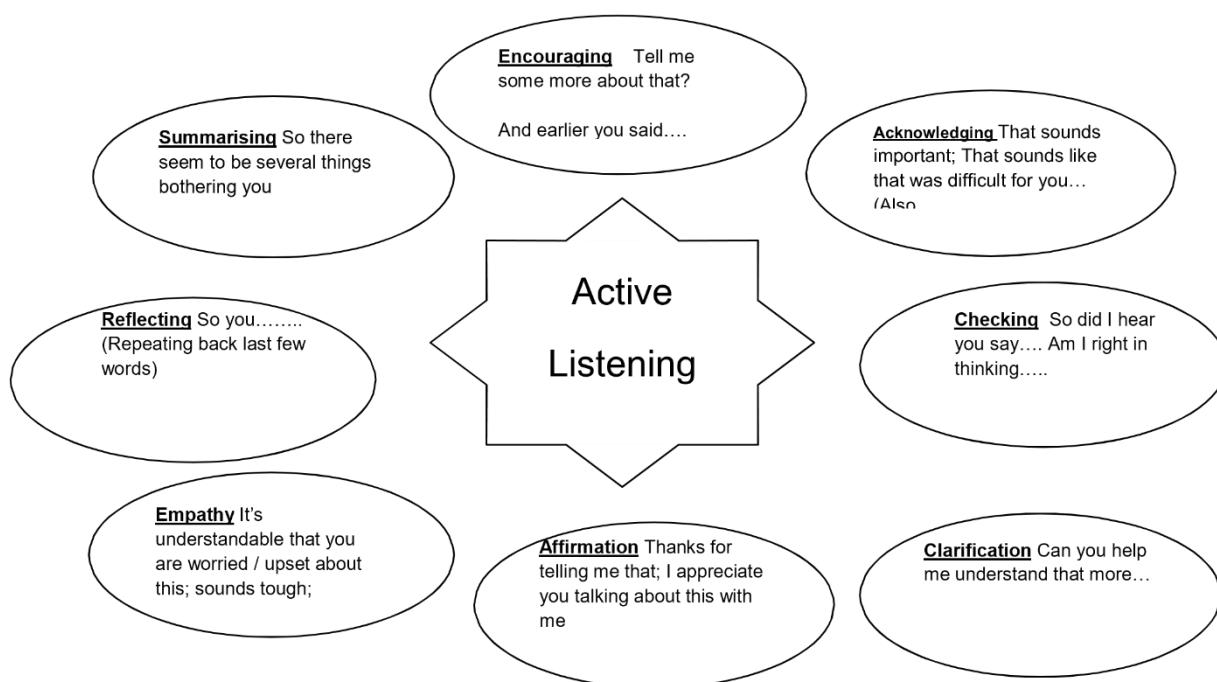 Encouraging Tell me
some more about that?
And earlier you said....
Summarising So there
seem to be several things
bothering you
Acknowledging That sounds
important; That sounds like
that was difficult for you…
(Also
Active
Listening
Reflecting So you……..
(Repeating back last few
words)
Checking So did I hear
you say…. Am I right in
thinking…..
Empathy It's
understandable that you
are worried / upset about
this; sounds tough;
Affirmation Thanks for
telling me that; I appreciate
you talking about this with
me
Clarification Can you help
me understand that more…